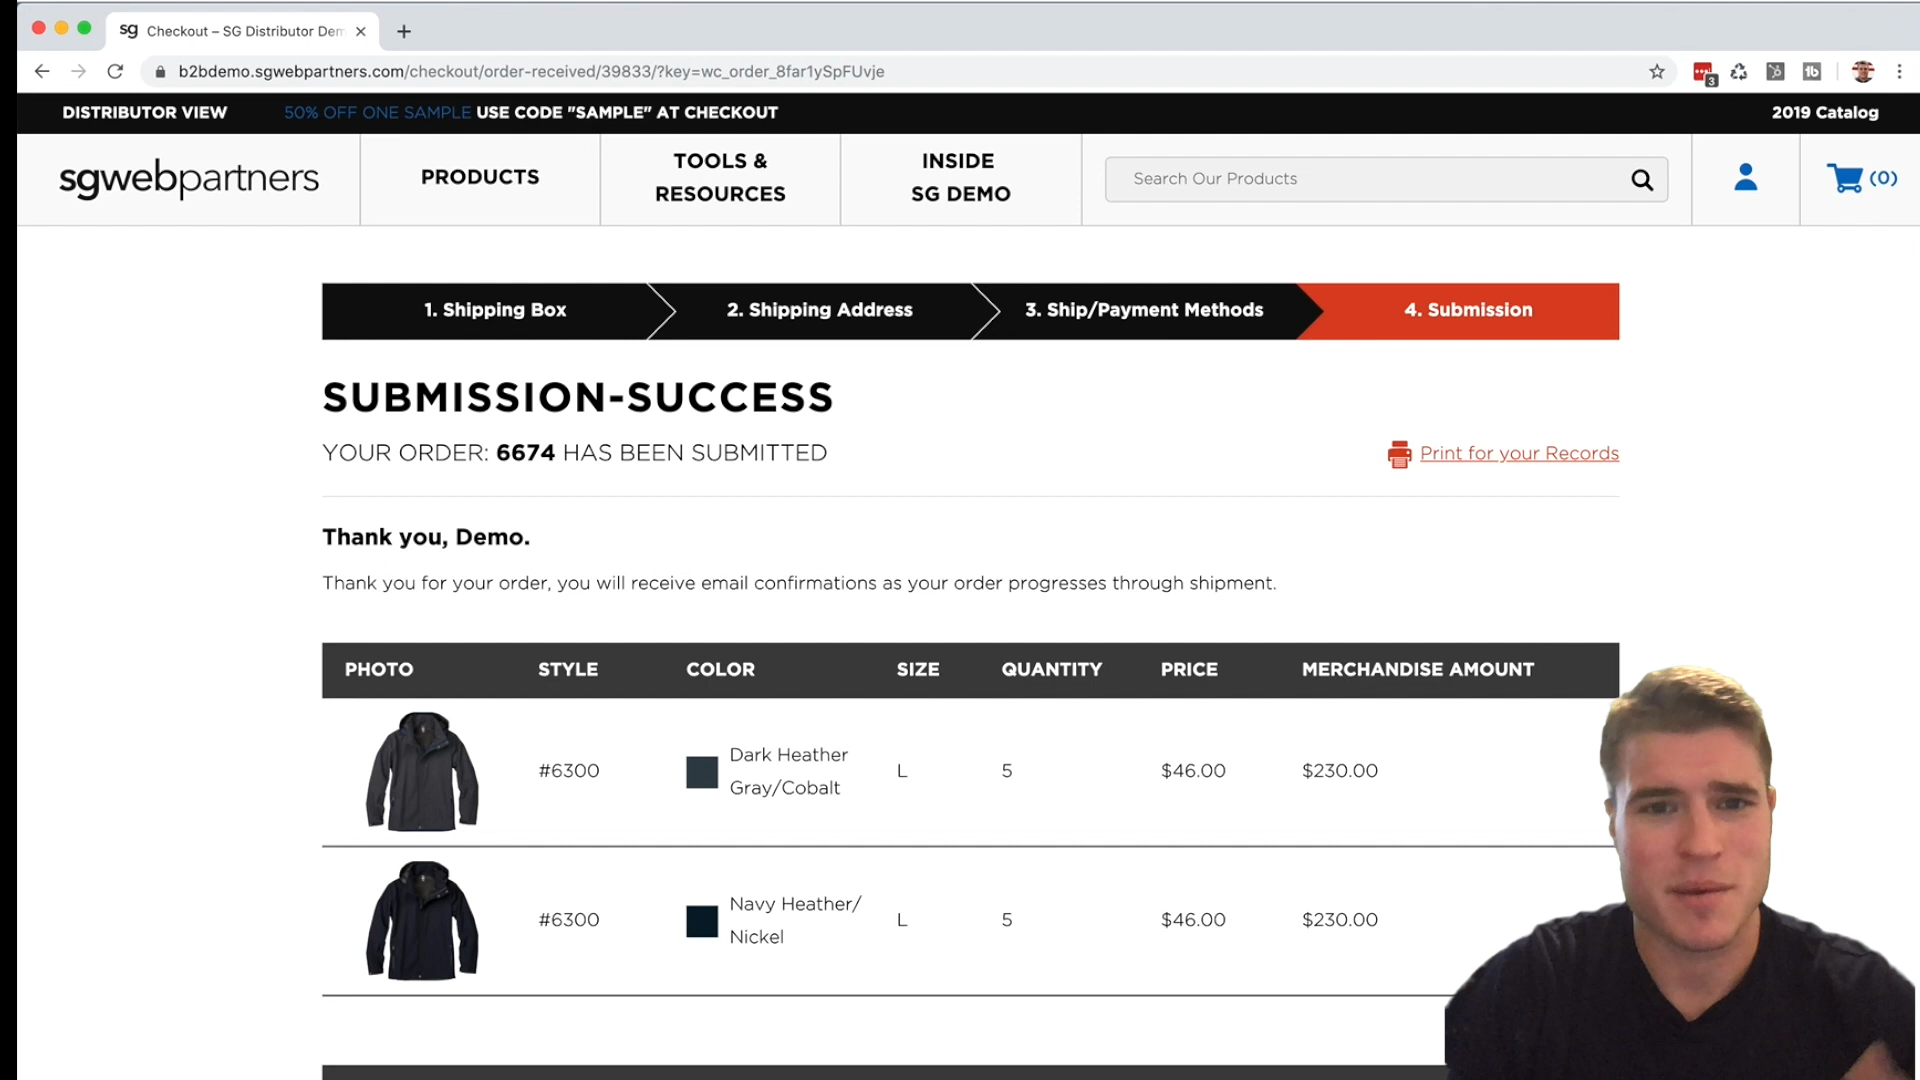 sg Checkout – SG Distributor Dem
b2bdemo.sgwebpartners.com/checkout/order-received/39833/?key=wc_order_8far1ySpFUvje
3
tb
DISTRIBUTOR VIEW 50% OFF ONE SAMPLE USE CODE "SAMPLE" AT CHECKOUT 2019 Catalog
sgwebpartners
PRODUCTS
TOOLS &
RESOURCES
INSIDE
SG DEMO
Search Our Products
(0)
1. Shipping Box 2. Shipping Address 3. Ship/Payment Methods 4. Submission
SUBMISSION-SUCCESS
YOUR ORDER: 6674 HAS BEEN SUBMITTED
Print for your Records
Thank you, Demo.
Thank you for your order, you will receive email confirmations as your order progresses through shipment.
PHOTO STYLE COLOR SIZE QUANTITY PRICE MERCHANDISE AMOUNT
#6300 Dark Heather Gray/Cobalt L 5 $46.00 $230.00
#6300 Navy Heather/ Nickel L 5 $46.00 $230.00